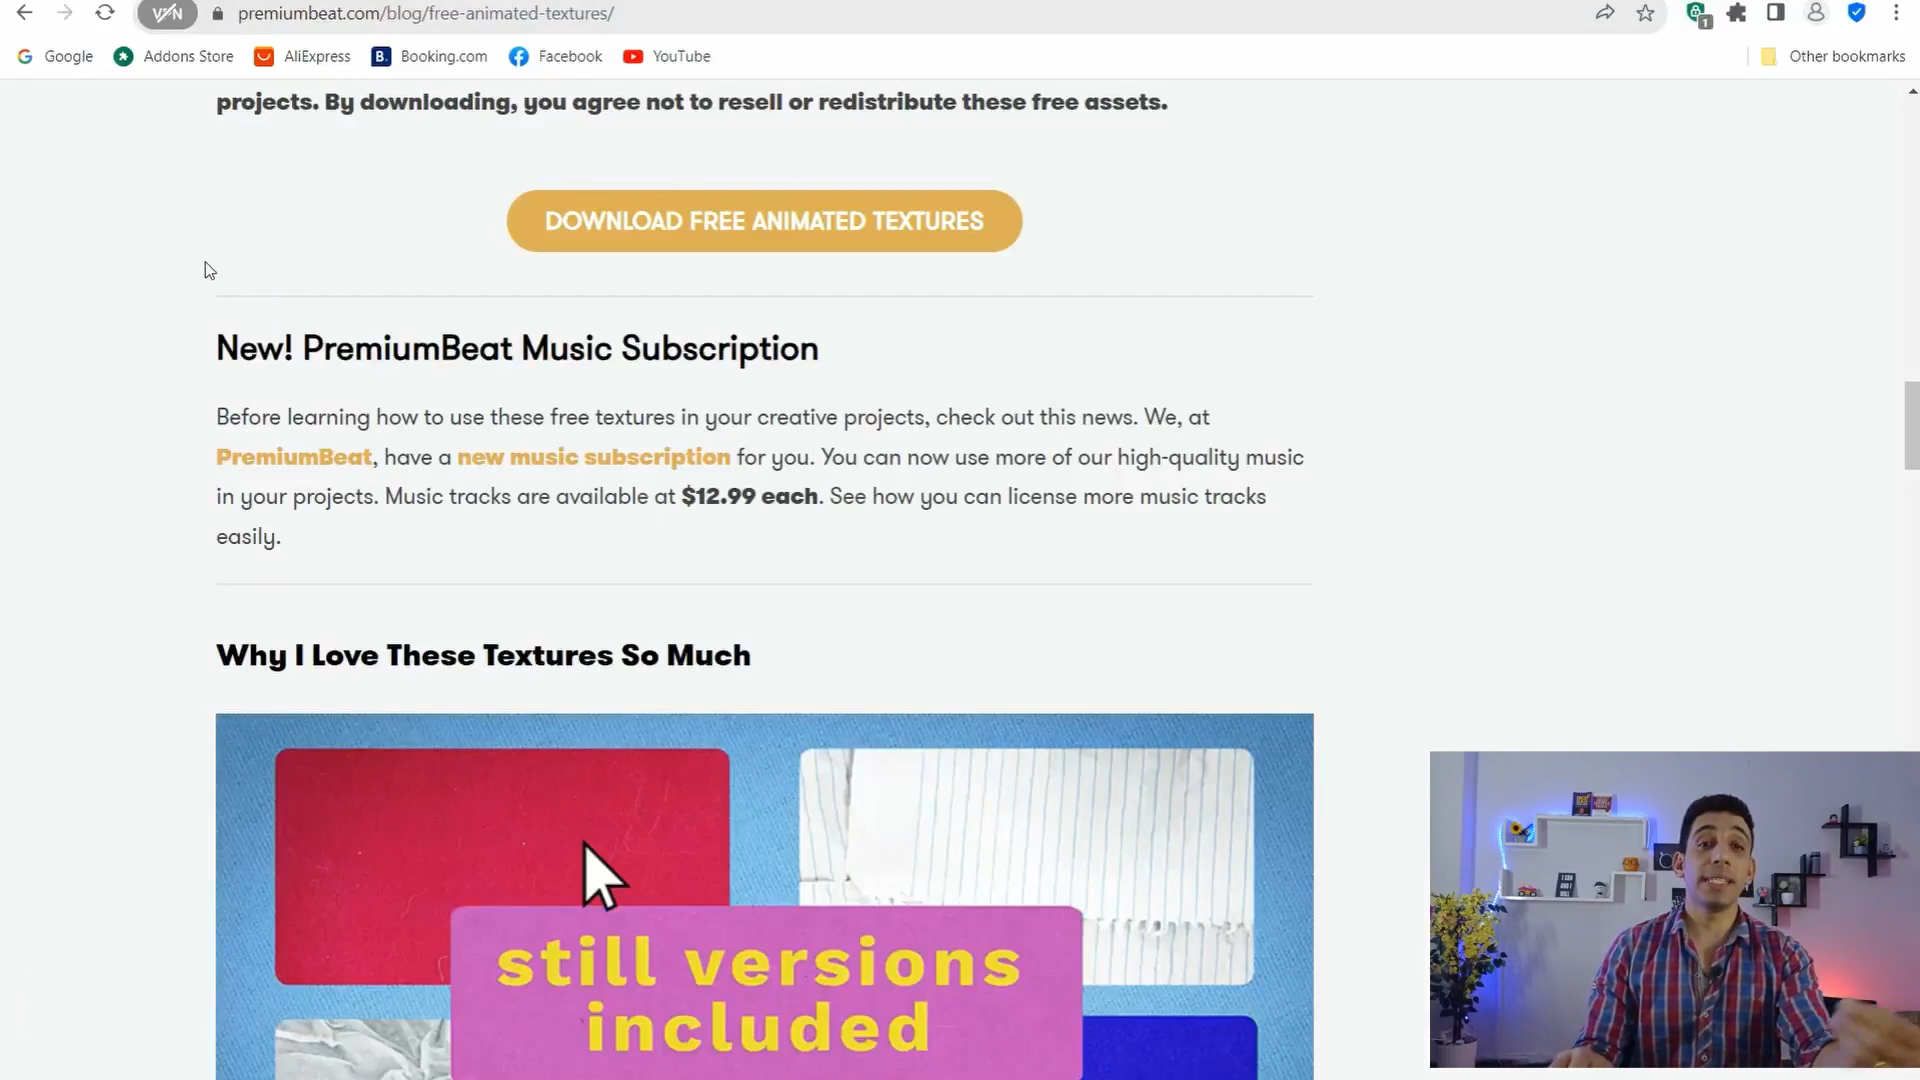 VPN
premiumbeat.com/blog/free-animated-textures/
1
Google
Addons Store
B.
Booking.com
AliExpress
Facebook
YouTube
Other bookmarks
projects. By downloading, you agree not to resell or redistribute these free assets.
DOWNLOAD FREE ANIMATED TEXTURES
New! PremiumBeat Music Subscription
Before learning how to use these free textures in your creative projects, check out this news. We, at
PremiumBeat, have a new music subscription for you. You can now use more of our high-quality music
in your projects. Music tracks are available at $12.99 each. See how you can license more music tracks
easily.
Why I Love These Textures So Much
still versions
included
I CAN
AND I
WILL